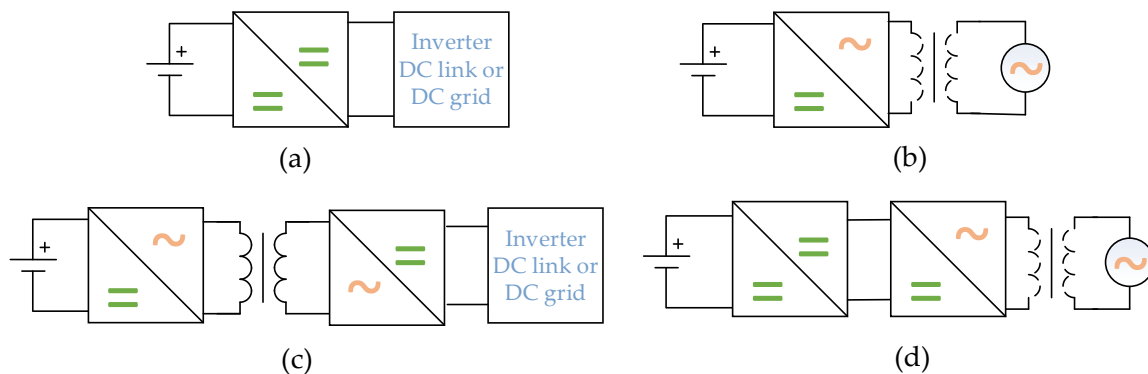 +
Inverter
DC link or
DC grid
(a)
+
(b)
+
Inverter
DC link or
DC grid
(c)
+
(d)